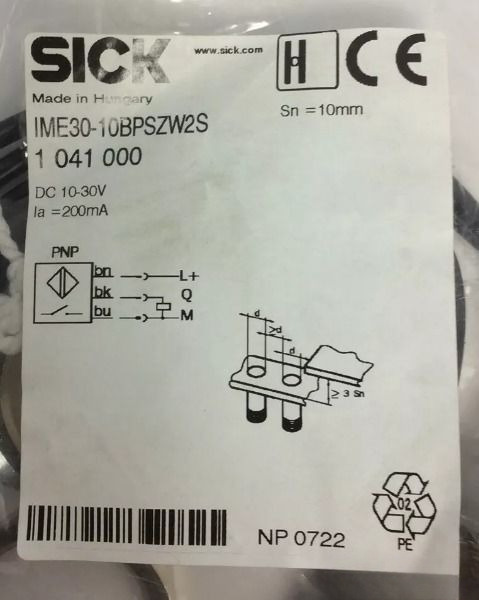 SICK
www.sick.com
Made in Hungary
Sn =10mm
IME30-10BPSZW2S
1 041 000
DC 10-30V
Ia =200mA
PNP
bn L+
bk Q
bu M
d
≥d
d
≥ 3 Sn
02
PE
NP 0722